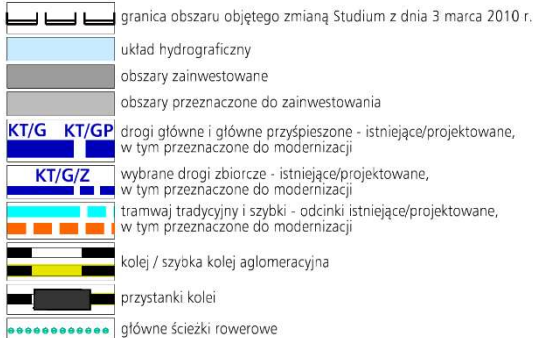 granica obszaru objętego zmianą Studium z dnia 3 marca 2010 r.
układ hydrograficzny
obszary zainwestowane
obszary przeznaczone do zainwestowania
KT/G KT/GP drogi główne i główne przyśpieszone - istniejące/projektowane,
w tym przeznaczone do modernizacji
KT/G/Z wybrane drogi zbiorcze - istniejące/projektowane,
w tym przeznaczone do modernizacji
tramwaj tradycyjny i szybki - odcinki istniejące/projektowane,
w tym przeznaczone do modernizacji
kolej / szybka kolej aglomeracyjna
przystanki kolei
główne ścieżki rowerowe